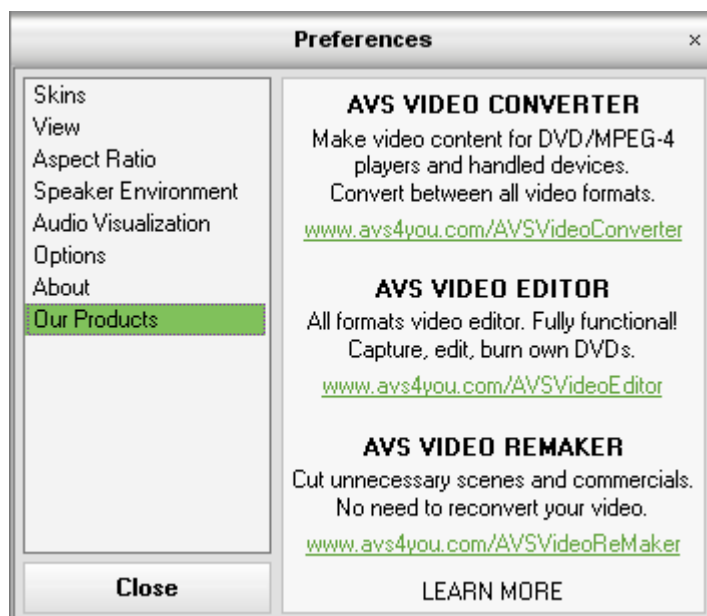 Preferences
×
Skins
View
Aspect Ratio
Speaker Environment
Audio Visualization
Options
About
Our Products
Close
AVS VIDEO CONVERTER
Make video content for DVD/MPEG-4
players and handled devices.
Convert between all video formats.
www.avs4you.com/AVSVideoConverter
AVS VIDEO EDITOR
All formats video editor. Fully functional!
Capture, edit, burn own DVDs.
www.avs4you.com/AVSVideoEditor
AVS VIDEO REMAKER
Cut unnecessary scenes and commercials.
No need to reconvert your video.
www.avs4you.com/AVSVideoReMaker
LEARN MORE